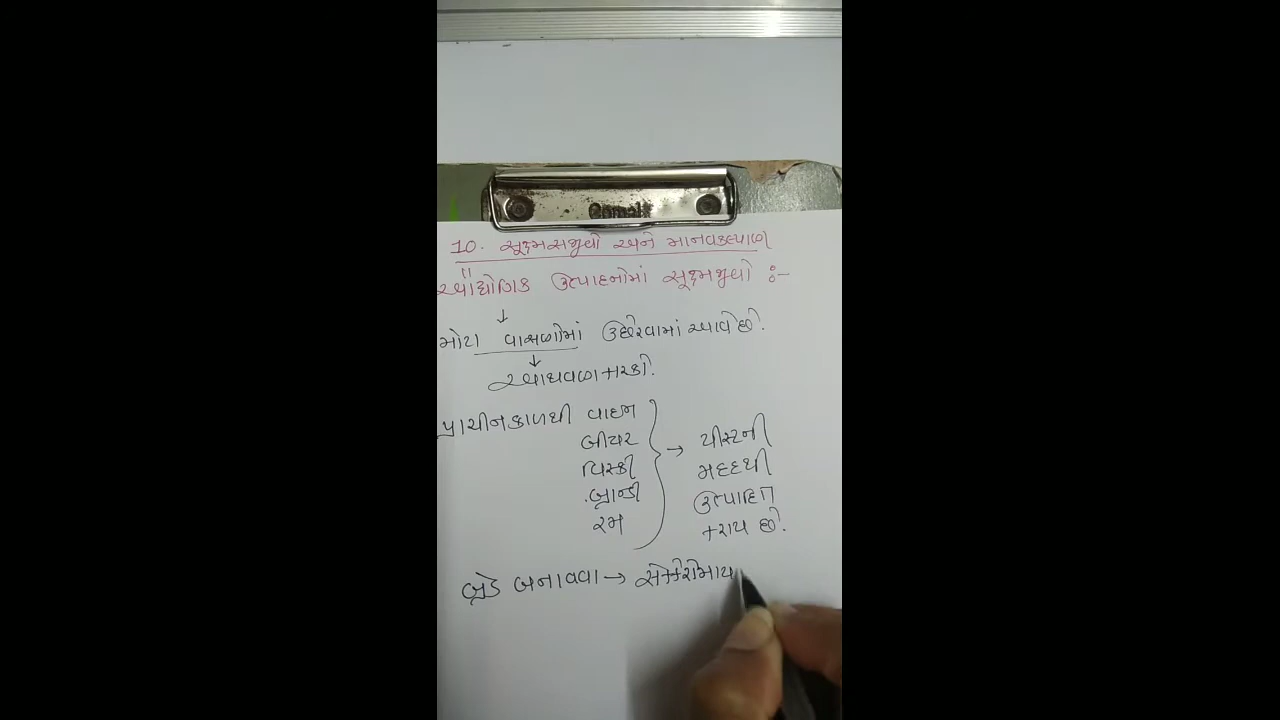 10. સૂક્ષ્મસજીવો અને માનવકલ્યાણ
ઔદ્યોગિક ઉત્પાદનોમાં સૂક્ષ્મજીવો :-
↓
મોટા વાસણોમાં ઉછેરવામાં આવે છે.
↓
પ્રાચીનકાળથી વાઇન
બીયર → યીસ્ટની
વિસ્કી મદદથી
બ્રાન્ડી ઉત્પાદિત
રમ કરાય છે.
બ્રેડ બનાવવા → સેકેરોમાય